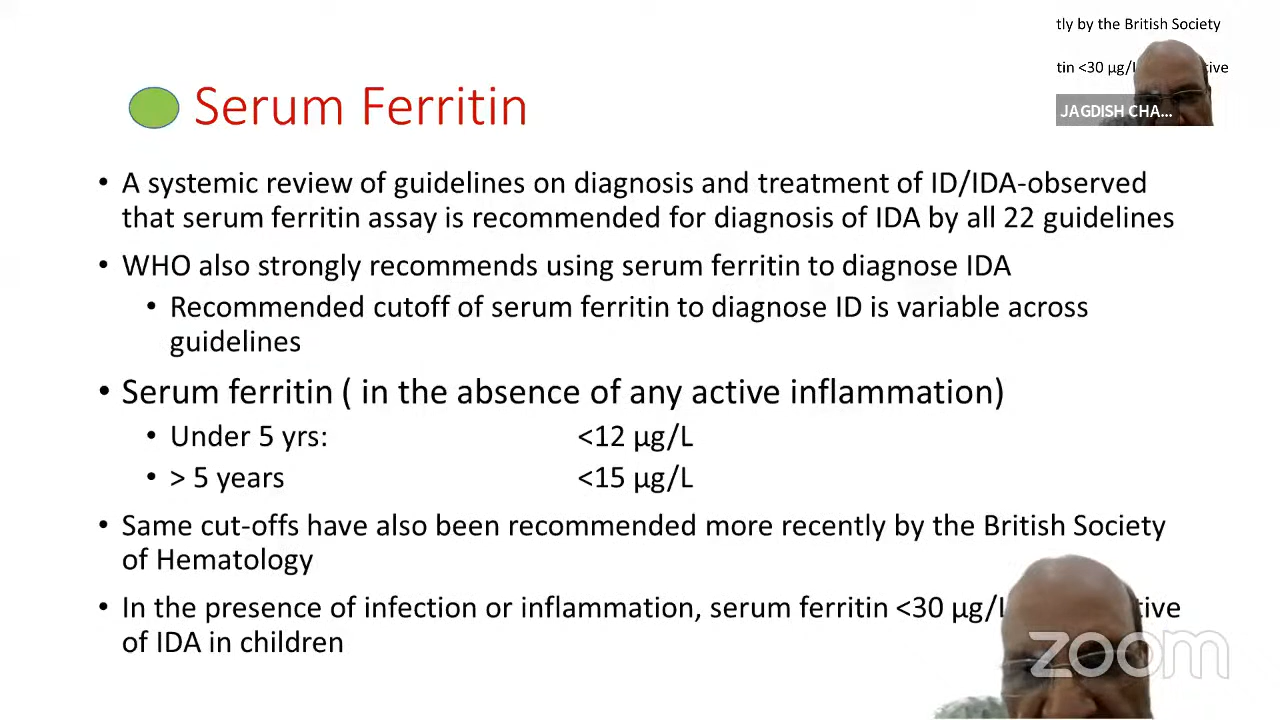 tly by the British Society
tin <30 µg/L ive
JAGDISH CHA...
Serum Ferritin
• A systemic review of guidelines on diagnosis and treatment of ID/IDA-observed
that serum ferritin assay is recommended for diagnosis of IDA by all 22 guidelines
• WHO also strongly recommends using serum ferritin to diagnose IDA
• Recommended cutoff of serum ferritin to diagnose ID is variable across
guidelines
• Serum ferritin ( in the absence of any active inflammation)
• Under 5 yrs: <12 µg/L
• > 5 years <15 µg/L
• Same cut-offs have also been recommended more recently by the British Society
of Hematology
• In the presence of infection or inflammation, serum ferritin <30 µg/L tive
of IDA in children
zoom